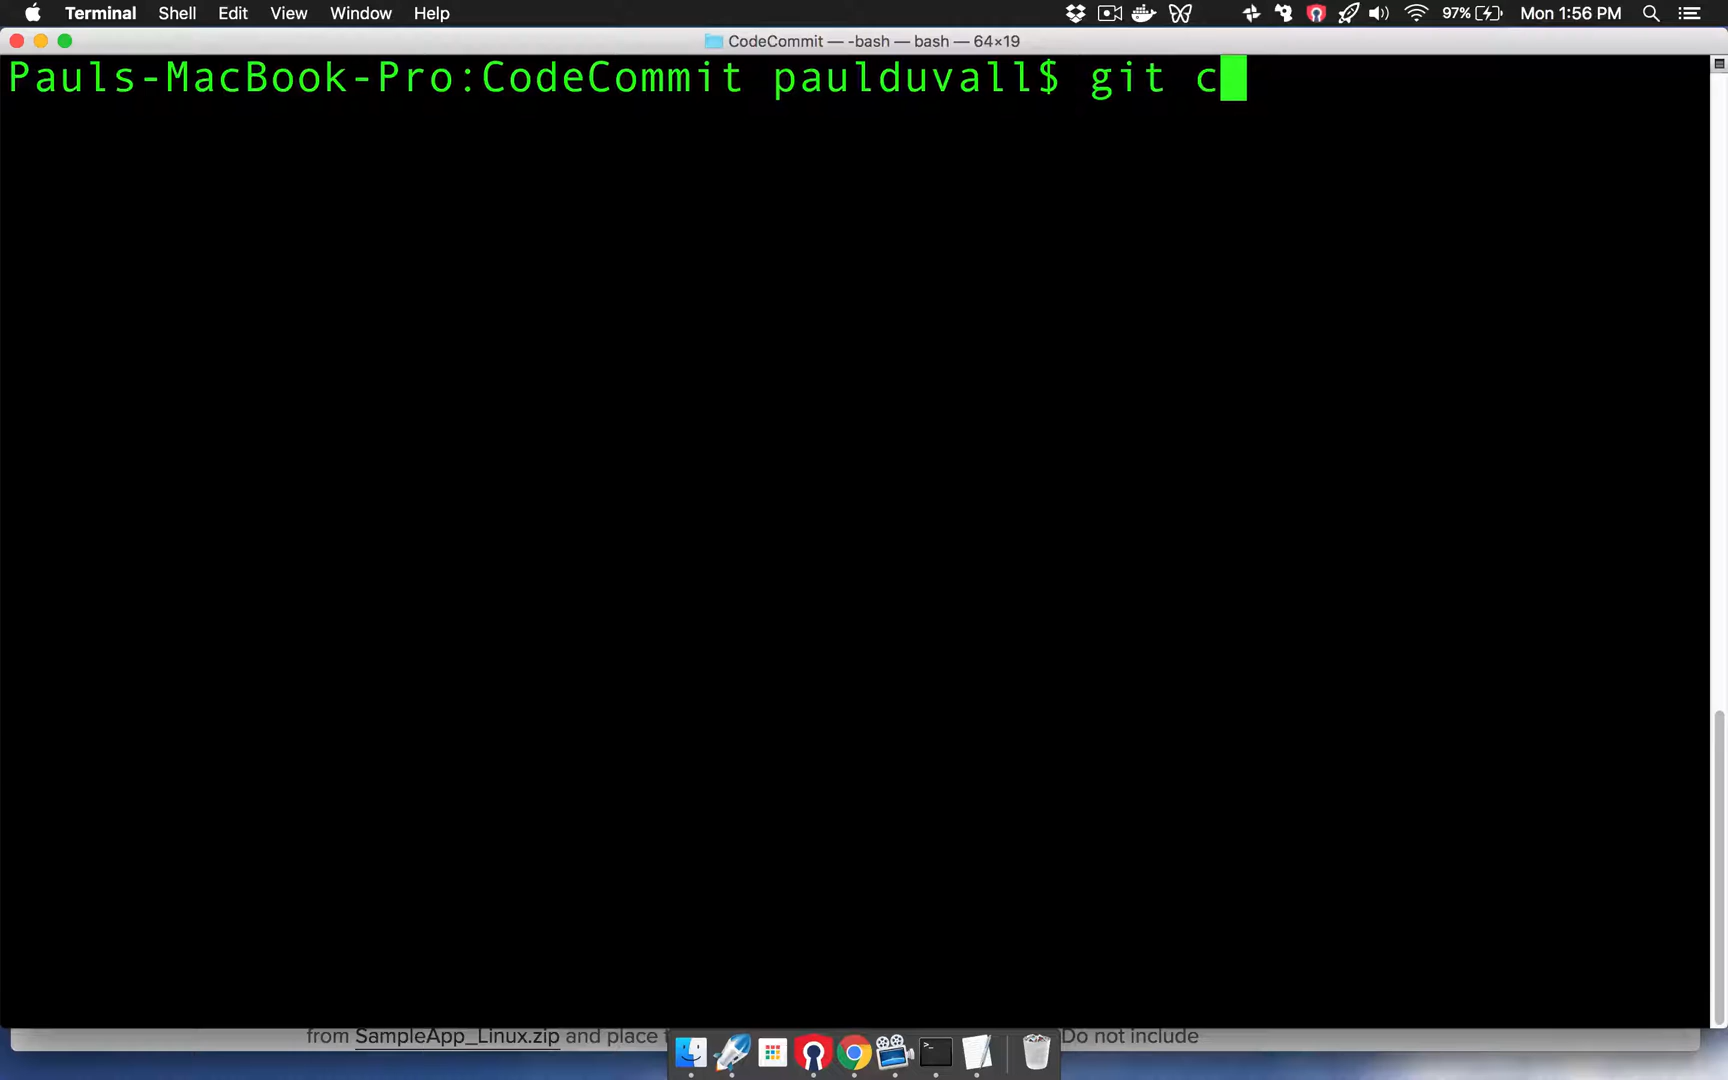 Terminal Shell Edit View Window Help 97% Mon 1:56 PM
CodeCommit — -bash — bash — 64×19
Pauls-MacBook-Pro:CodeCommit paulduvall$ git c
from SampleApp_Linux.zip and place Do not include